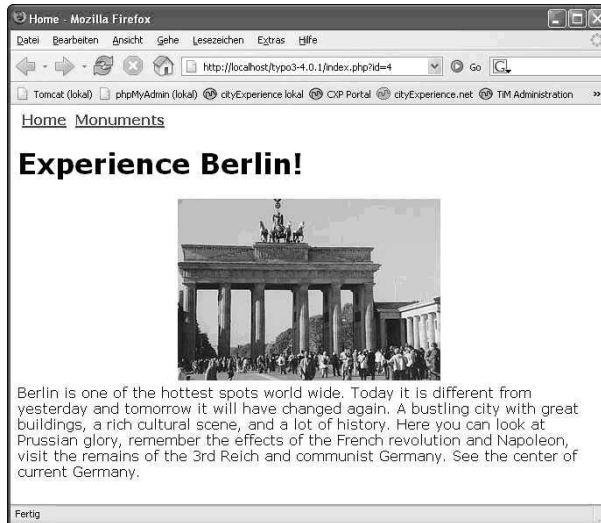 Home - Mozilla Firefox
Datei Bearbeiten Ansicht Gehe Lesezeichen Extras Hilfe
http://localhost/typo3-4.0.1/index.php?id=4 Go G
Tomcat (lokal) phpMyAdmin (lokal) cityExperience lokal CXP Portal cityExperience.net TiM Administration »
Home Monuments
Experience Berlin!
Berlin is one of the hottest spots world wide. Today it is different from
yesterday and tomorrow it will have changed again. A bustling city with great
buildings, a rich cultural scene, and a lot of history. Here you can look at
Prussian glory, remember the effects of the French revolution and Napoleon,
visit the remains of the 3rd Reich and communist Germany. See the center of
current Germany.
Fertig